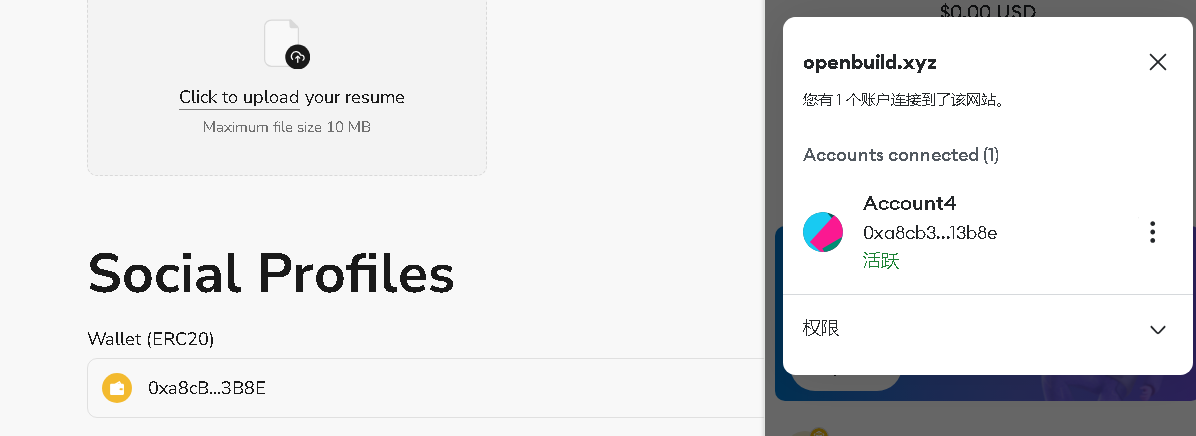 Click to upload your resume
Maximum file size 10 MB
Social Profiles
Wallet (ERC20)
0xa8cB...3B8E
$0.00 USD
openbuild.xyz
您有 1 个账户连接到了该网站。
Accounts connected (1)
Account4
0xa8cb3...13b8e
活跃
权限